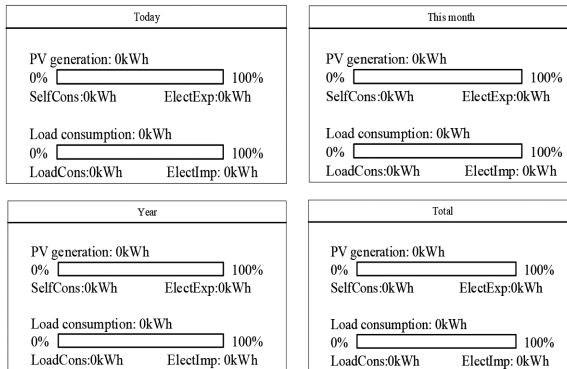 Today
PV generation: 0kWh
0% 100%
SelfCons:0kWh ElectExp:0kWh
Load consumption: 0kWh
0% 100%
LoadCons:0kWh ElectImp: 0kWh
This month
PV generation: 0kWh
0% 100%
SelfCons:0kWh ElectExp:0kWh
Load consumption: 0kWh
0% 100%
LoadCons:0kWh ElectImp: 0kWh
Year
PV generation: 0kWh
0% 100%
SelfCons:0kWh ElectExp:0kWh
Load consumption: 0kWh
0% 100%
LoadCons:0kWh ElectImp: 0kWh
Total
PV generation: 0kWh
0% 100%
SelfCons:0kWh ElectExp:0kWh
Load consumption: 0kWh
0% 100%
LoadCons:0kWh ElectImp: 0kWh